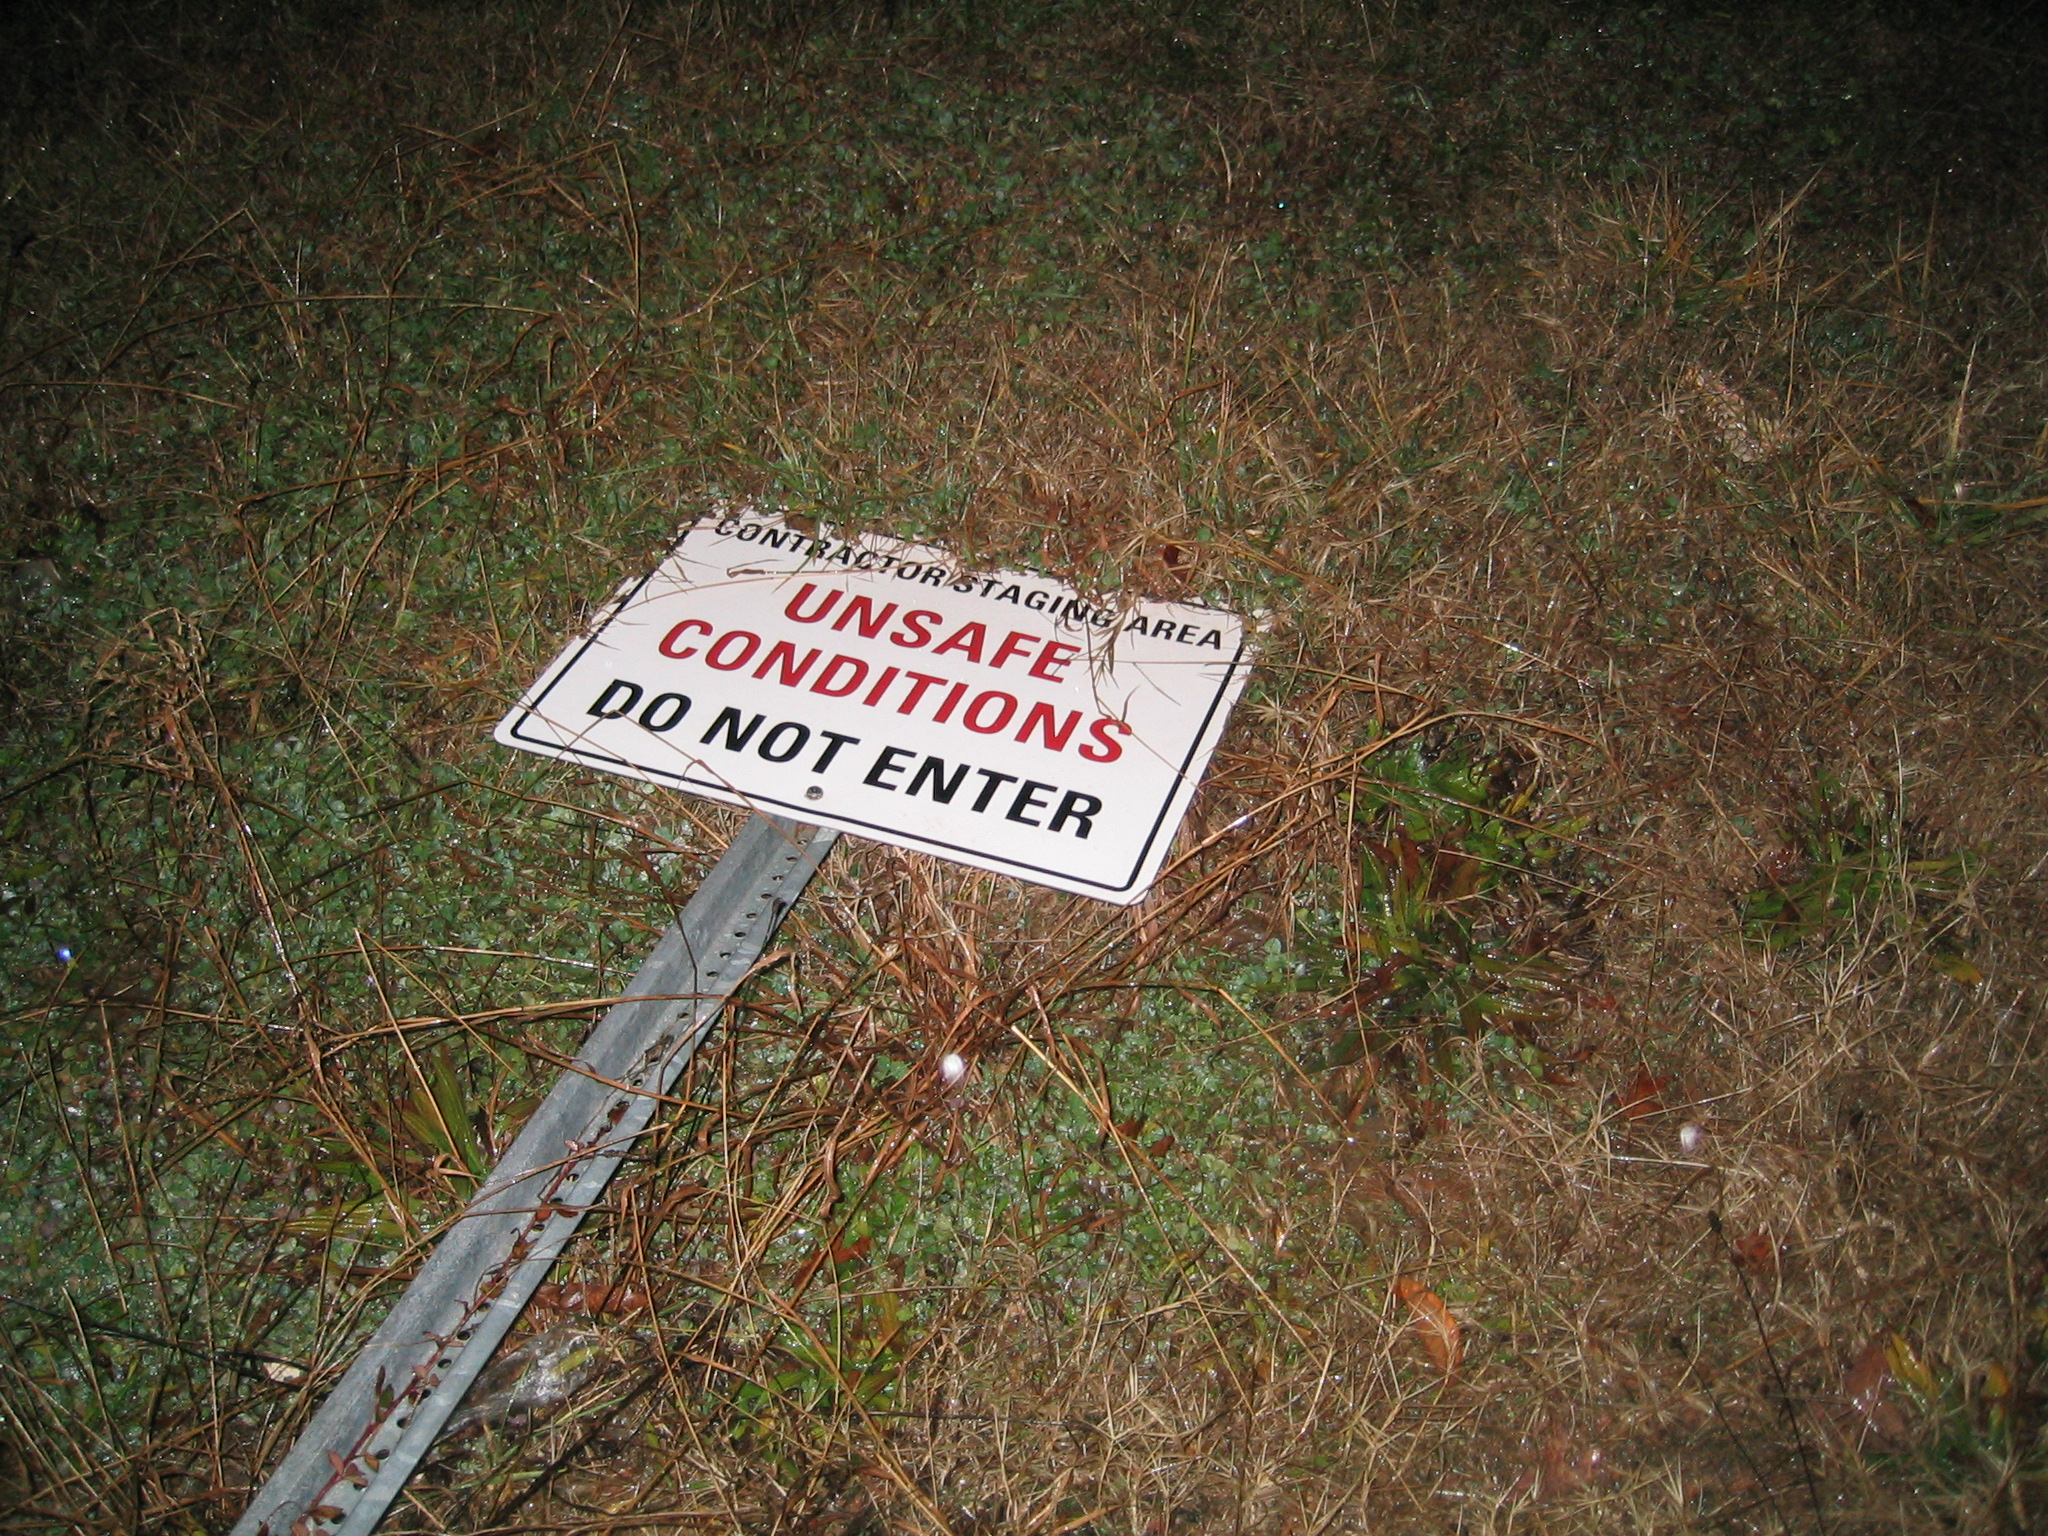 CONTRACTOR STAGING AREA
UNSAFE
CONDITIONS
DO NOT ENTER